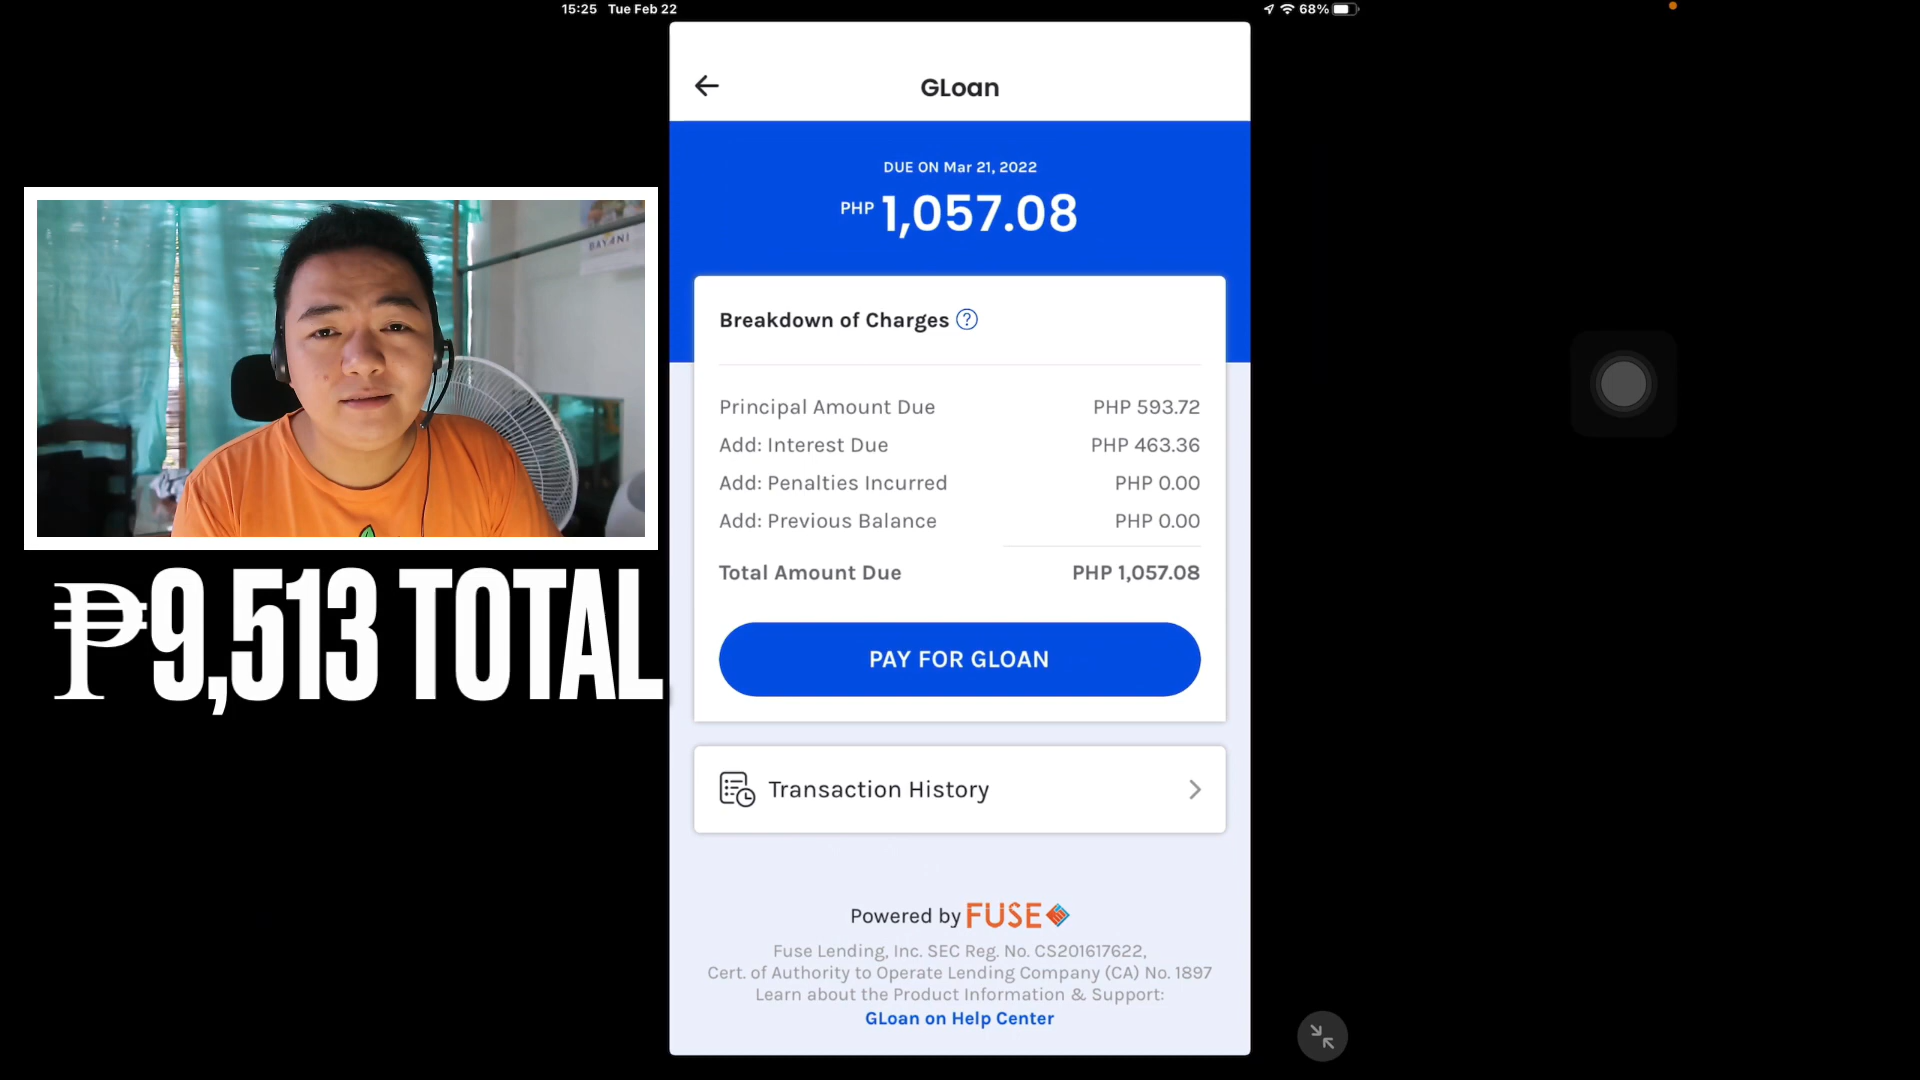 15:25 Tue Feb 22
68%
GLoan
DUE ON Mar 21, 2022
PHP 1,057.08
BAYANI
Breakdown of Charges ?
Principal Amount Due PHP 593.72
Add: Interest Due PHP 463.36
Add: Penalties Incurred PHP 0.00
Add: Previous Balance PHP 0.00
Total Amount Due PHP 1,057.08
₱9,513 TOTAL
PAY FOR GLOAN
Transaction History
Powered by FUSE
Fuse Lending, Inc. SEC Reg. No. CS201617622,
Cert. of Authority to Operate Lending Company (CA) No. 1897
Learn about the Product Information & Support:
GLoan on Help Center